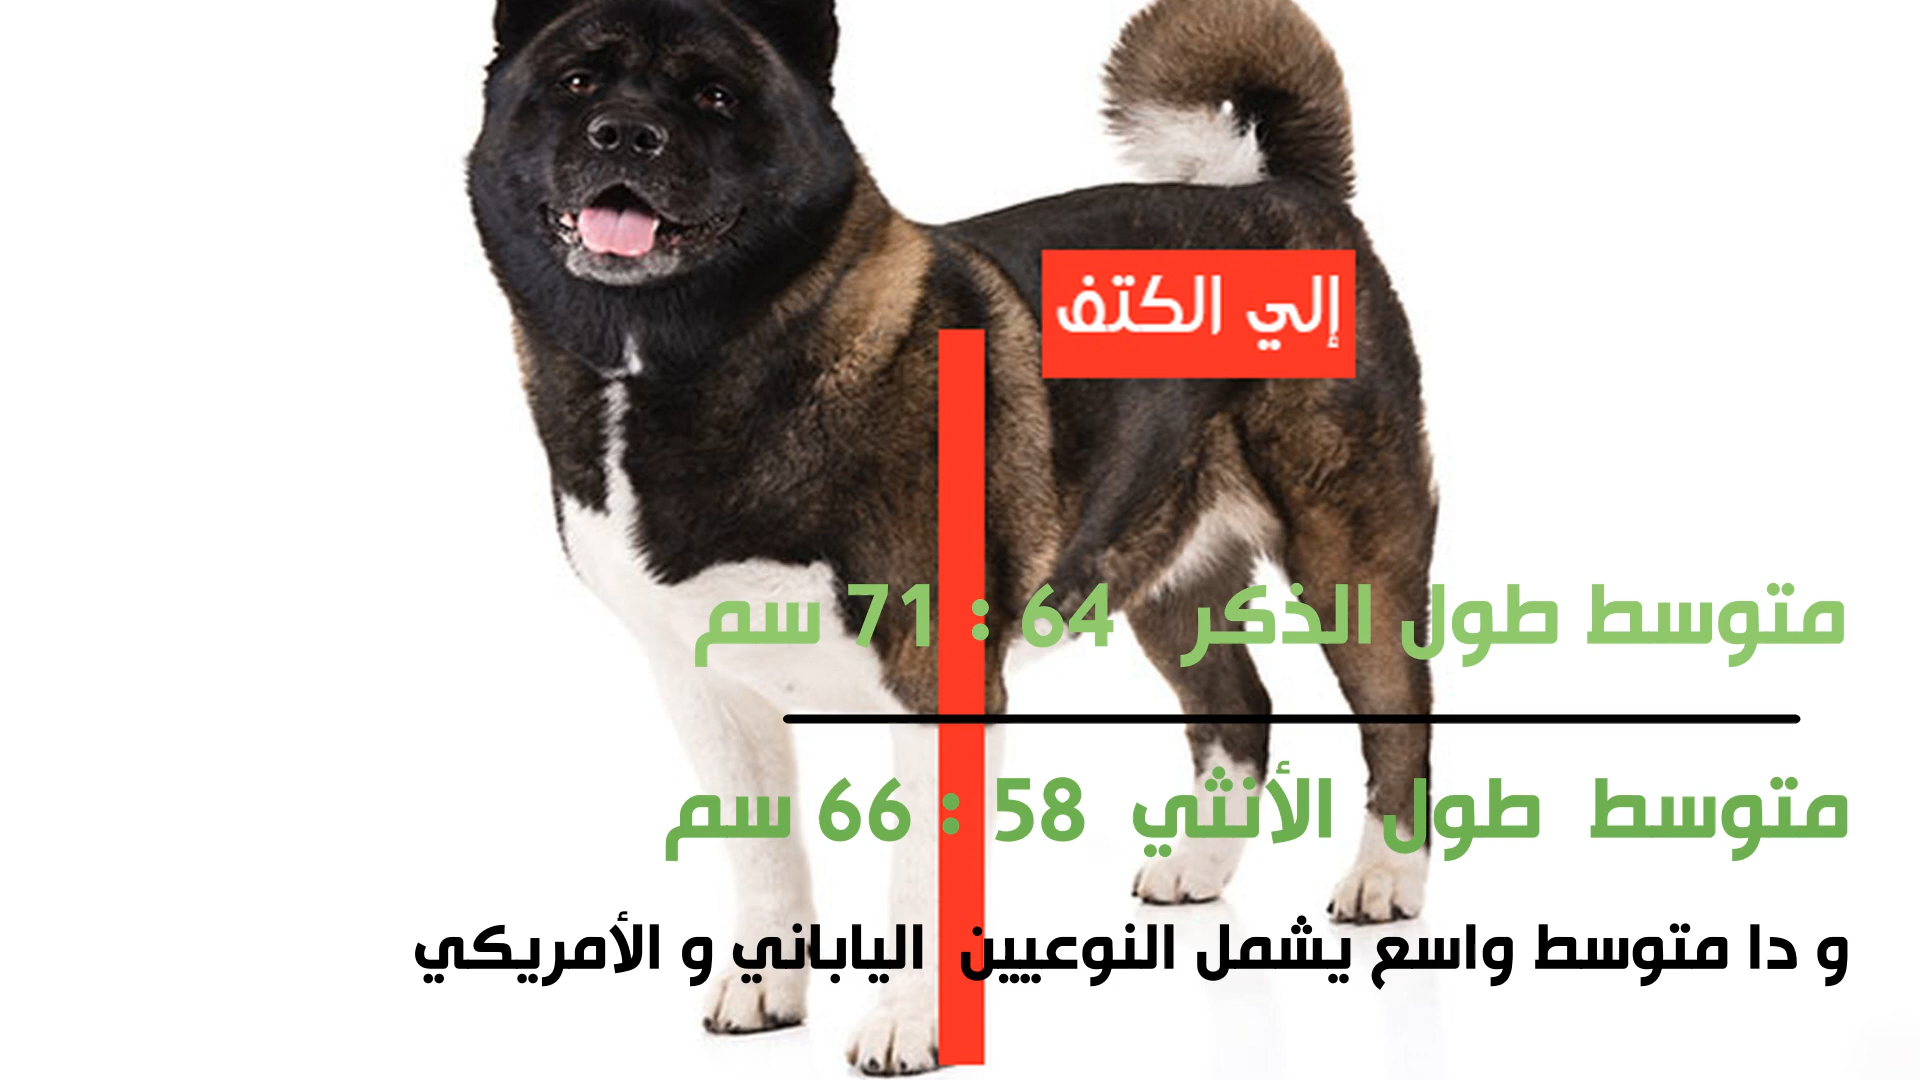 إلي الكتف
متوسط طول الذكر 64 : 71 سم
متوسط طول الأنثي 58 : 66 سم
و دا متوسط واسع يشمل النوعيين الياباني و الأمريكي